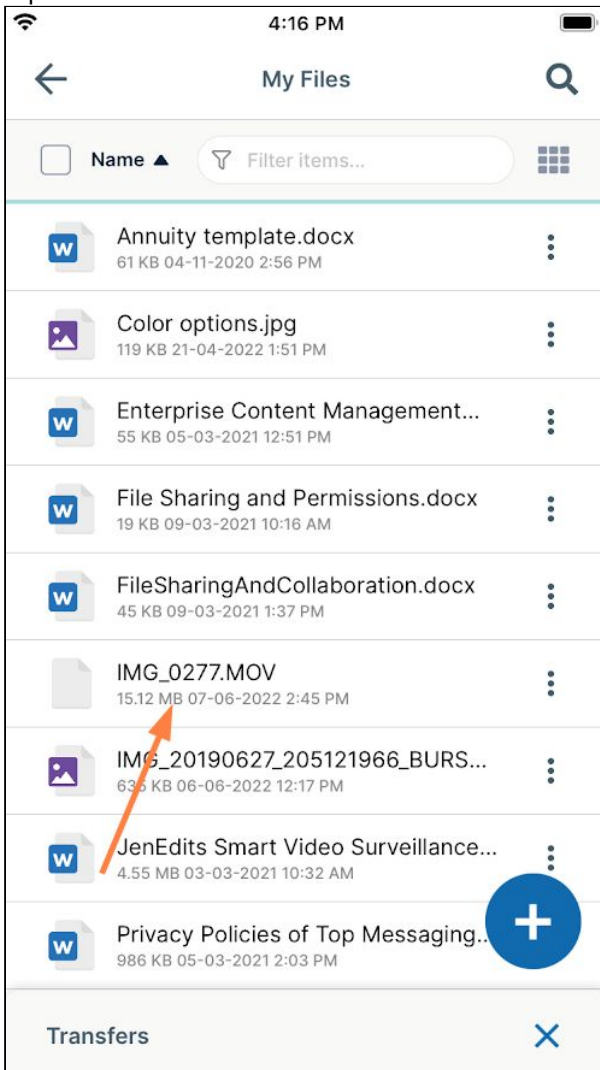 4:16 PM
My Files
Name ▲ Filter items...
Annuity template.docx
61 KB 04-11-2020 2:56 PM
Color options.jpg
119 KB 21-04-2022 1:51 PM
Enterprise Content Management...
55 KB 05-03-2021 12:51 PM
File Sharing and Permissions.docx
19 KB 09-03-2021 10:16 AM
FileSharingAndCollaboration.docx
45 KB 09-03-2021 1:37 PM
IMG_0277.MOV
15.12 MB 07-06-2022 2:45 PM
IMG_20190627_205121966_BURS...
KB 06-06-2022 12:17 PM
JenEdits Smart Video Surveillance...
4.55 MB 03-03-2021 10:32 AM
Privacy Policies of Top Messaging..
986 KB 05-03-2021 2:03 PM
Transfers